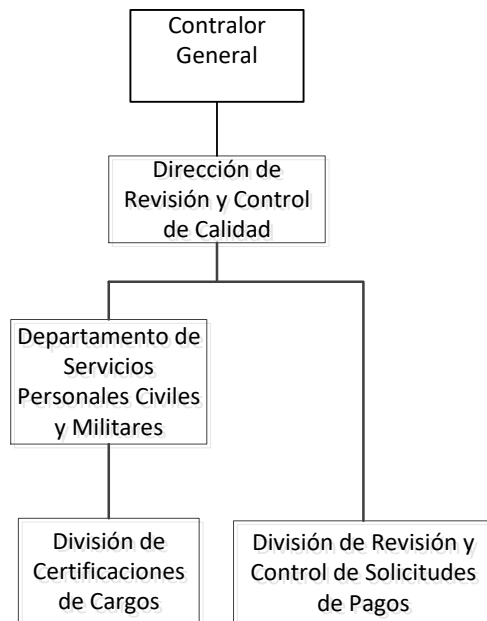 Contralor
General
Dirección de
Revisión y Control
de Calidad
Departamento de
Servicios
Personales Civiles
y Militares
División de
Certificaciones
de Cargos
División de Revisión y
Control de Solicitudes
de Pagos